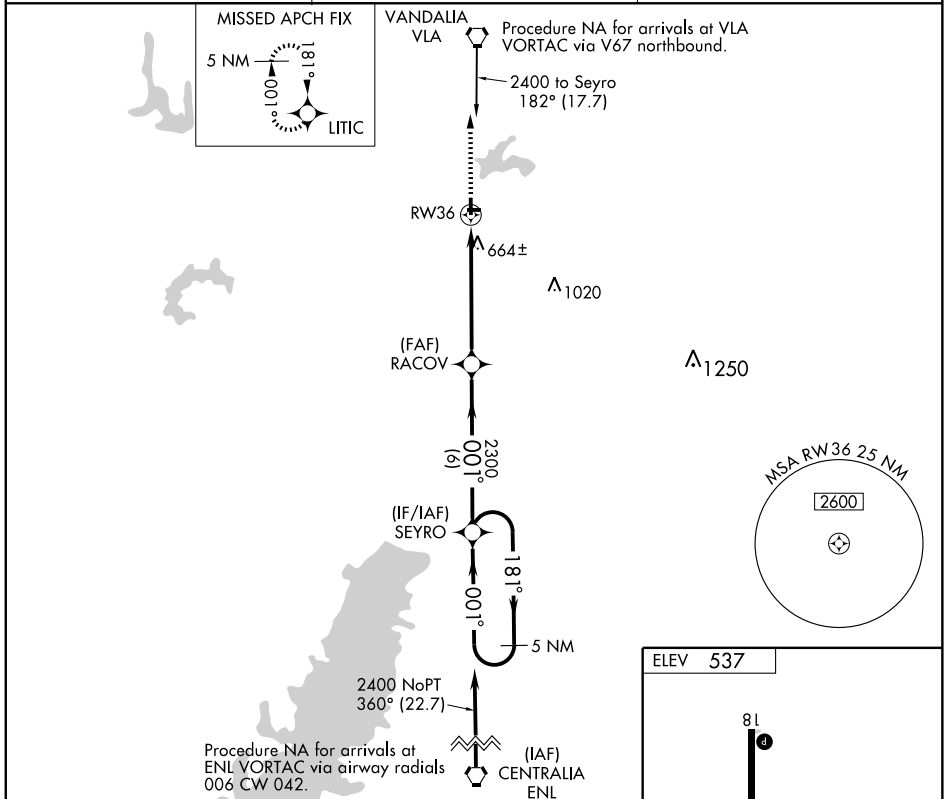 MISSED APCH FIX
5 NM
181°
001°
LITIC
VANDALIA
VLA
Procedure NA for arrivals at VLA
VORTAC via V67 northbound.
2400 to Seyro
182° (17.7)
RW36
664±
1020
(FAF)
RACOV
1250
2300
001°
(6)
MSA RW36 25 NM
2600
(IF/IAF)
SEYRO
181°
001°
5 NM
2400 NoPT
360° (22.7)
Procedure NA for arrivals at
ENL VORTAC via airway radials
006 CW 042.
(IAF)
CENTRALIA
ENL
ELEV 537
18
P